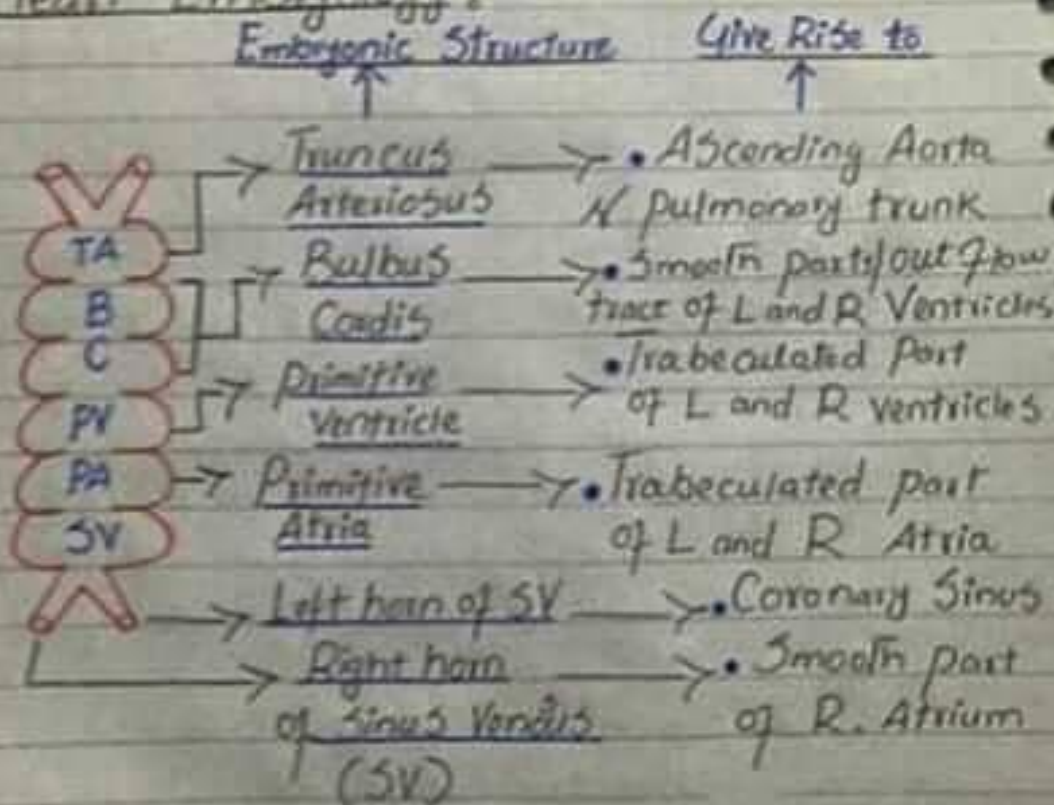 Embryology:
Embryonic Structure Give Rise to
Truncus
Arteriosus
• Ascending Aorta
N pulmonary trunk
Bulbus
Cordis
• Smooth parts/out flow
tract of L and R Ventricles
primitive
Ventricle
• Trabeculated Part
of L and R ventricles
Primitive
Atria
• Trabeculated part
of L and R Atria
Left horn of SV
• Coronary Sinus
Right horn
of Sinus Venosus
(SV)
• Smooth part
of R. Atrium
TA
B
C
PV
PA
SV